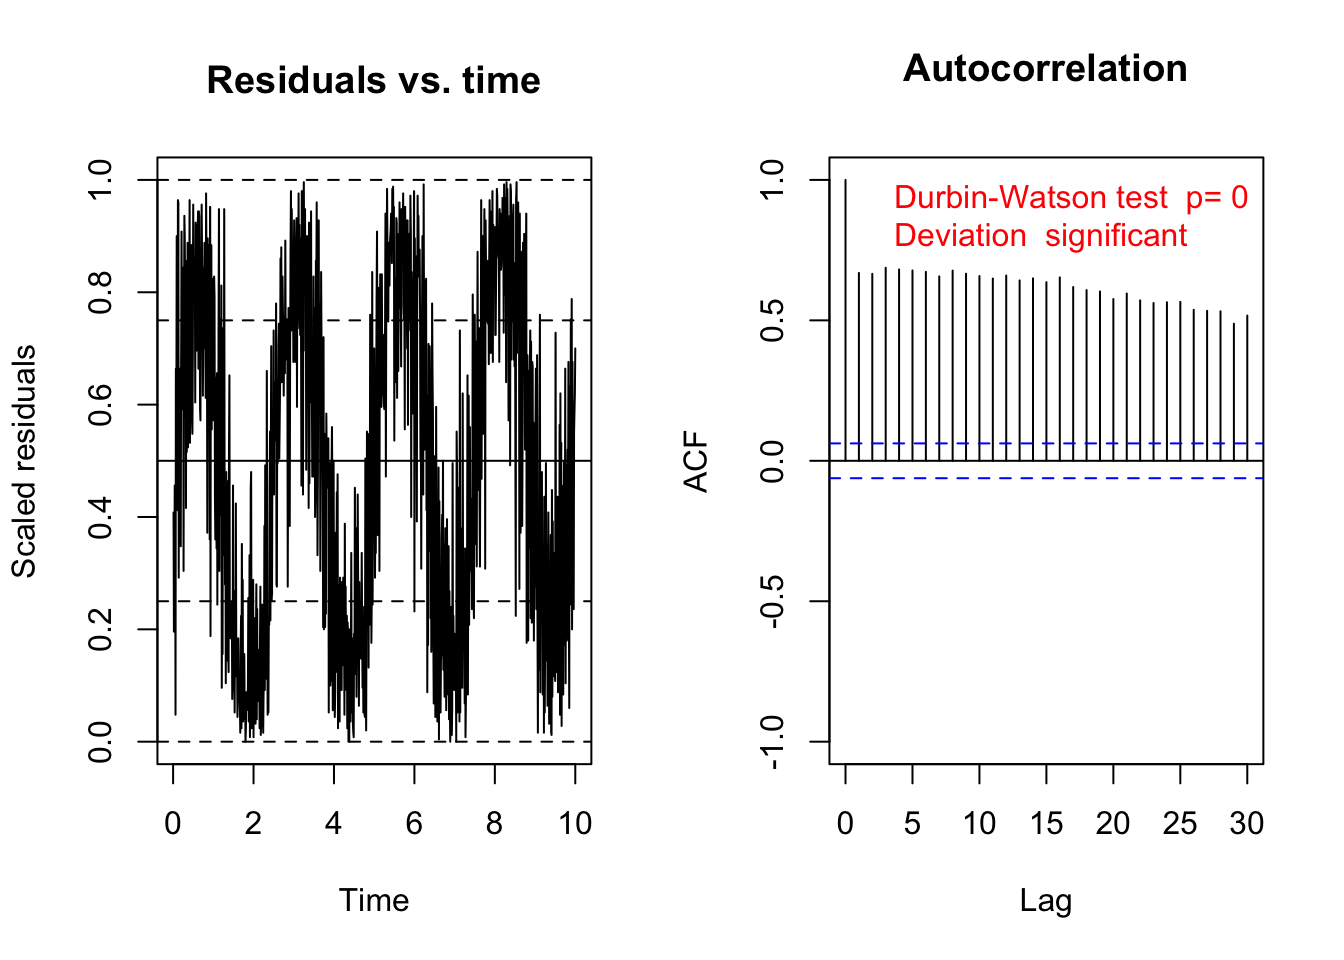 Residuals vs. time
Scaled residuals
1.0
0.8
0.6
0.4
0.2
0.0
0 2 4 6 8 10
Time
Autocorrelation
Durbin-Watson test  p= 0
Deviation  significant
ACF
1.0
0.5
0.0
-0.5
-1.0
0 5 10 15 20 25 30
Lag